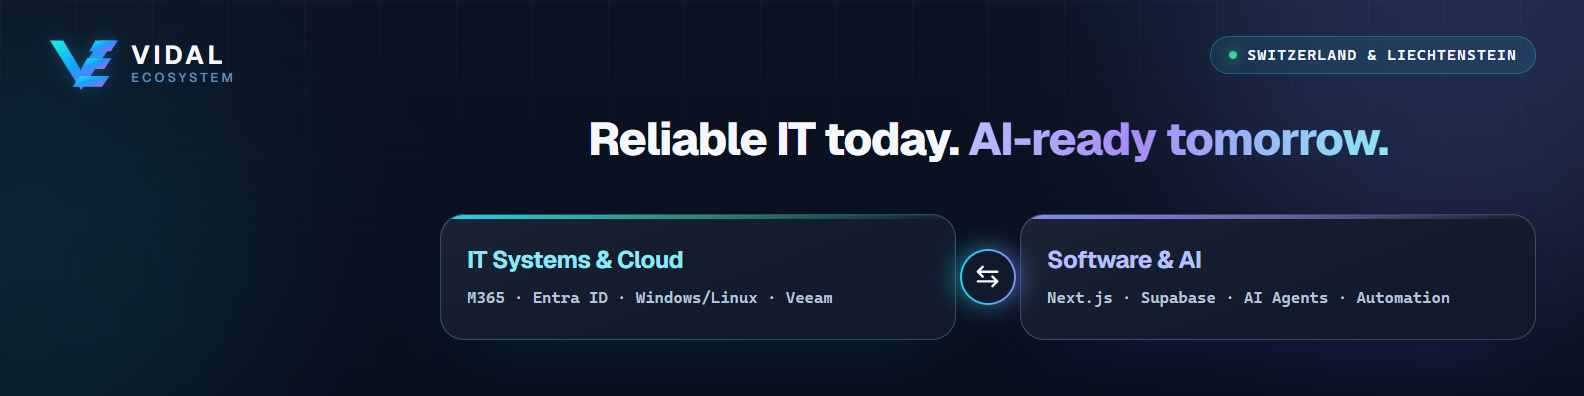 VIDAL
ECOSYSTEM
SWITZERLAND & LIECHTENSTEIN
Reliable IT today. AI-ready tomorrow.
IT Systems & Cloud
M365 · Entra ID · Windows/Linux · Veeam
Software & AI
Next.js · Supabase · AI Agents · Automation